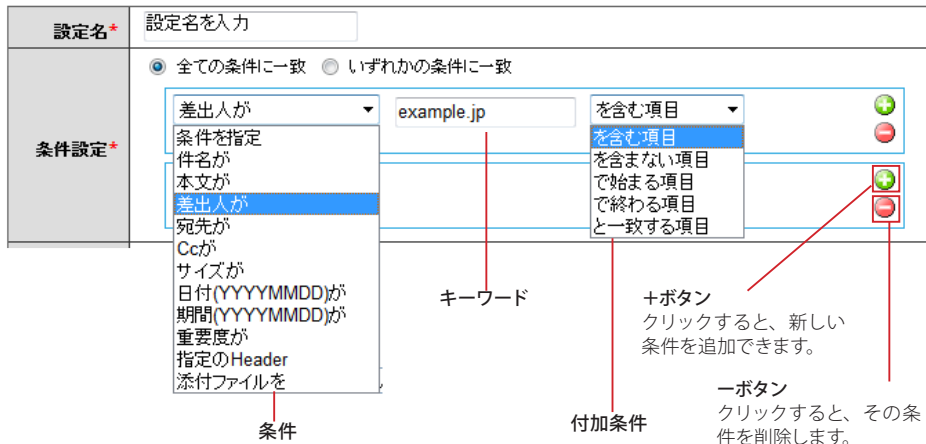 設定名*
設定名を入力
全ての条件に一致 いずれかの条件に一致
条件設定*
差出人が
example.jp
を含む項目
条件を指定
件名が
本文が
差出人が
宛先が
Ccが
サイズが
日付(YYYYMMDD)が
期間(YYYYMMDD)が
重要度が
指定のHeader
添付ファイルを
を含む項目
を含まない項目
で始まる項目
で終わる項目
と一致する項目
キーワード
+ボタン
クリックすると、新しい
条件を追加できます。
ーボタン
クリックすると、その条
件を削除します。
付加条件
条件